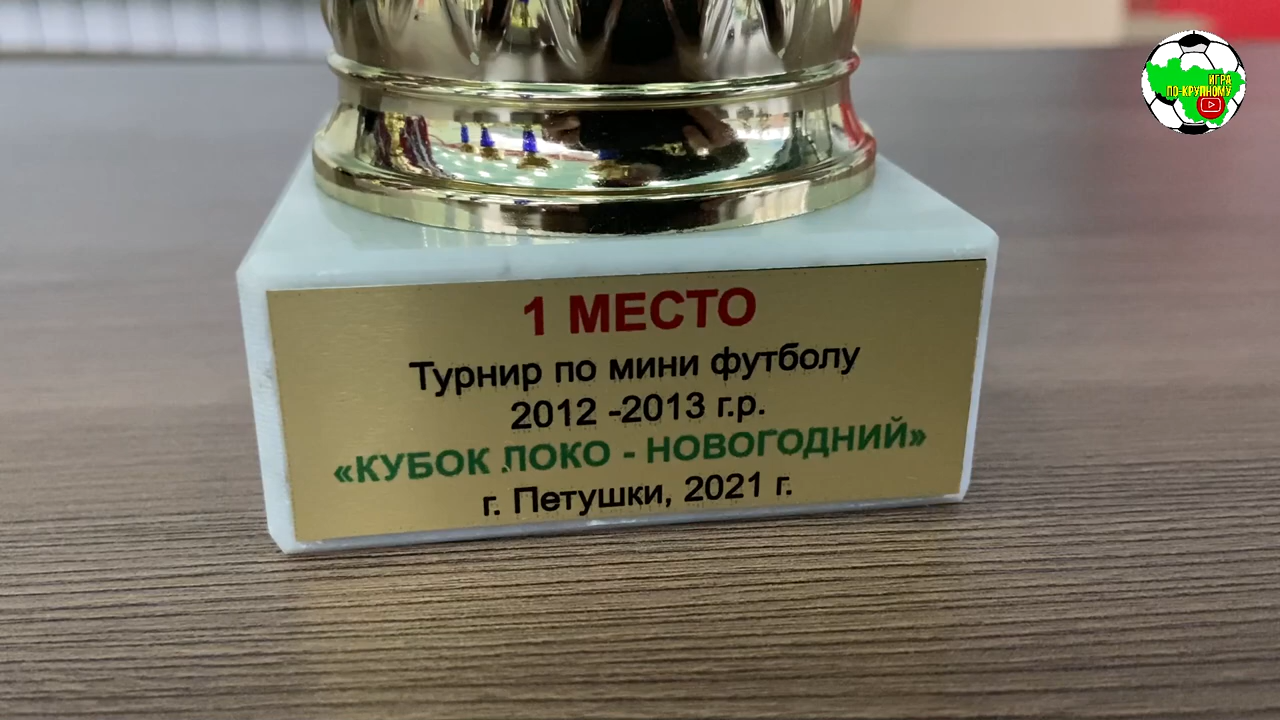 ИГРА
ПО-КРУПНОМУ
1 МЕСТО
Турнир по мини футболу
2012 -2013 г.р.
«КУБОК ЛОКО - НОВОГОДНИЙ»
г. Петушки, 2021 г.